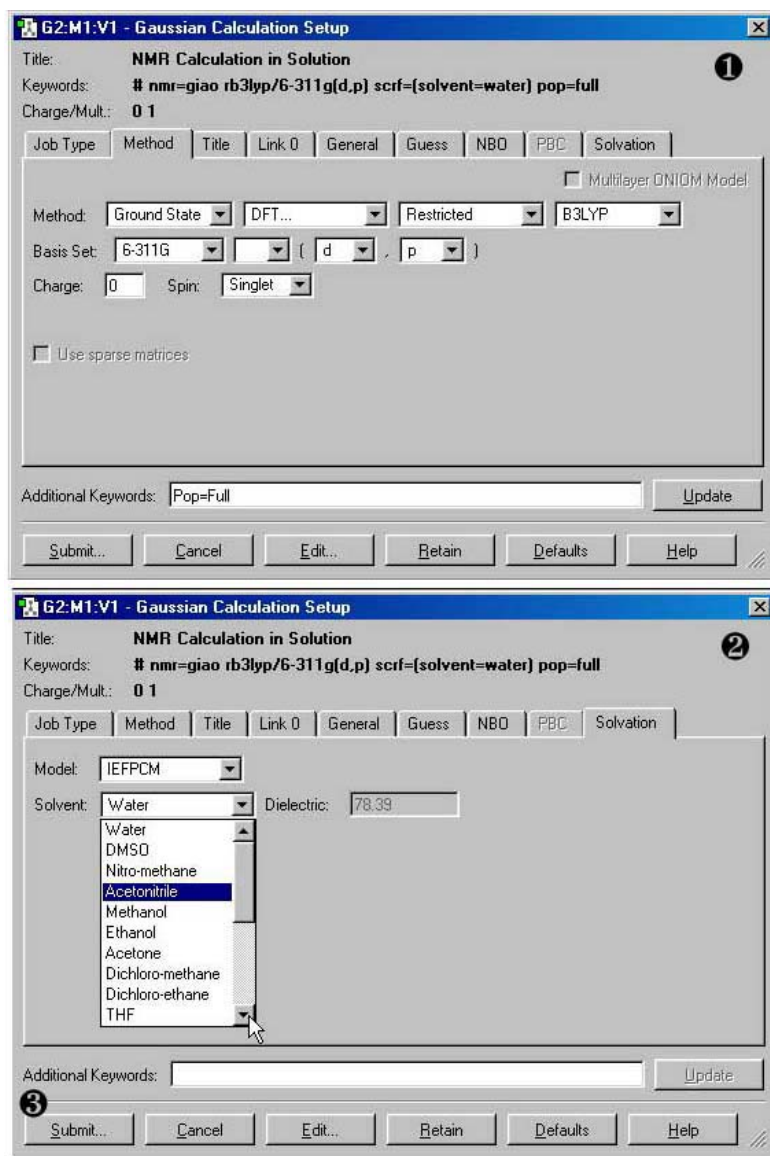 G2:M1:V1 - Gaussian Calculation Setup
Title: NMR Calculation in Solution
❶
Keywords: # nmr=giao rb3lyp/6-311g(d,p) scrf=(solvent=water) pop=full
Charge/Mult.: 0 1
Job Type Method Title Link 0 General Guess NBO PBC Solvation
Multilayer ONIOM Model
Method: Ground State DFT... Restricted B3LYP
Basis Set: 6-311G ( d , p )
Charge: 0 Spin: Singlet
Use sparse matrices
Additional Keywords: Pop=Full Update
Submit... Cancel Edit... Retain Defaults Help
G2:M1:V1 - Gaussian Calculation Setup
Title: NMR Calculation in Solution
❷
Keywords: # nmr=giao rb3lyp/6-311g(d,p) scrf=(solvent=water) pop=full
Charge/Mult.: 0 1
Job Type Method Title Link 0 General Guess NBO PBC Solvation
Model: IEFPCM
Solvent: Water Dielectric: 78.39
Water
DMSO
Nitro-methane
Acetonitrile
Methanol
Ethanol
Acetone
Dichloro-methane
Dichloro-ethane
THF
Additional Keywords: Update
❸
Submit... Cancel Edit... Retain Defaults Help